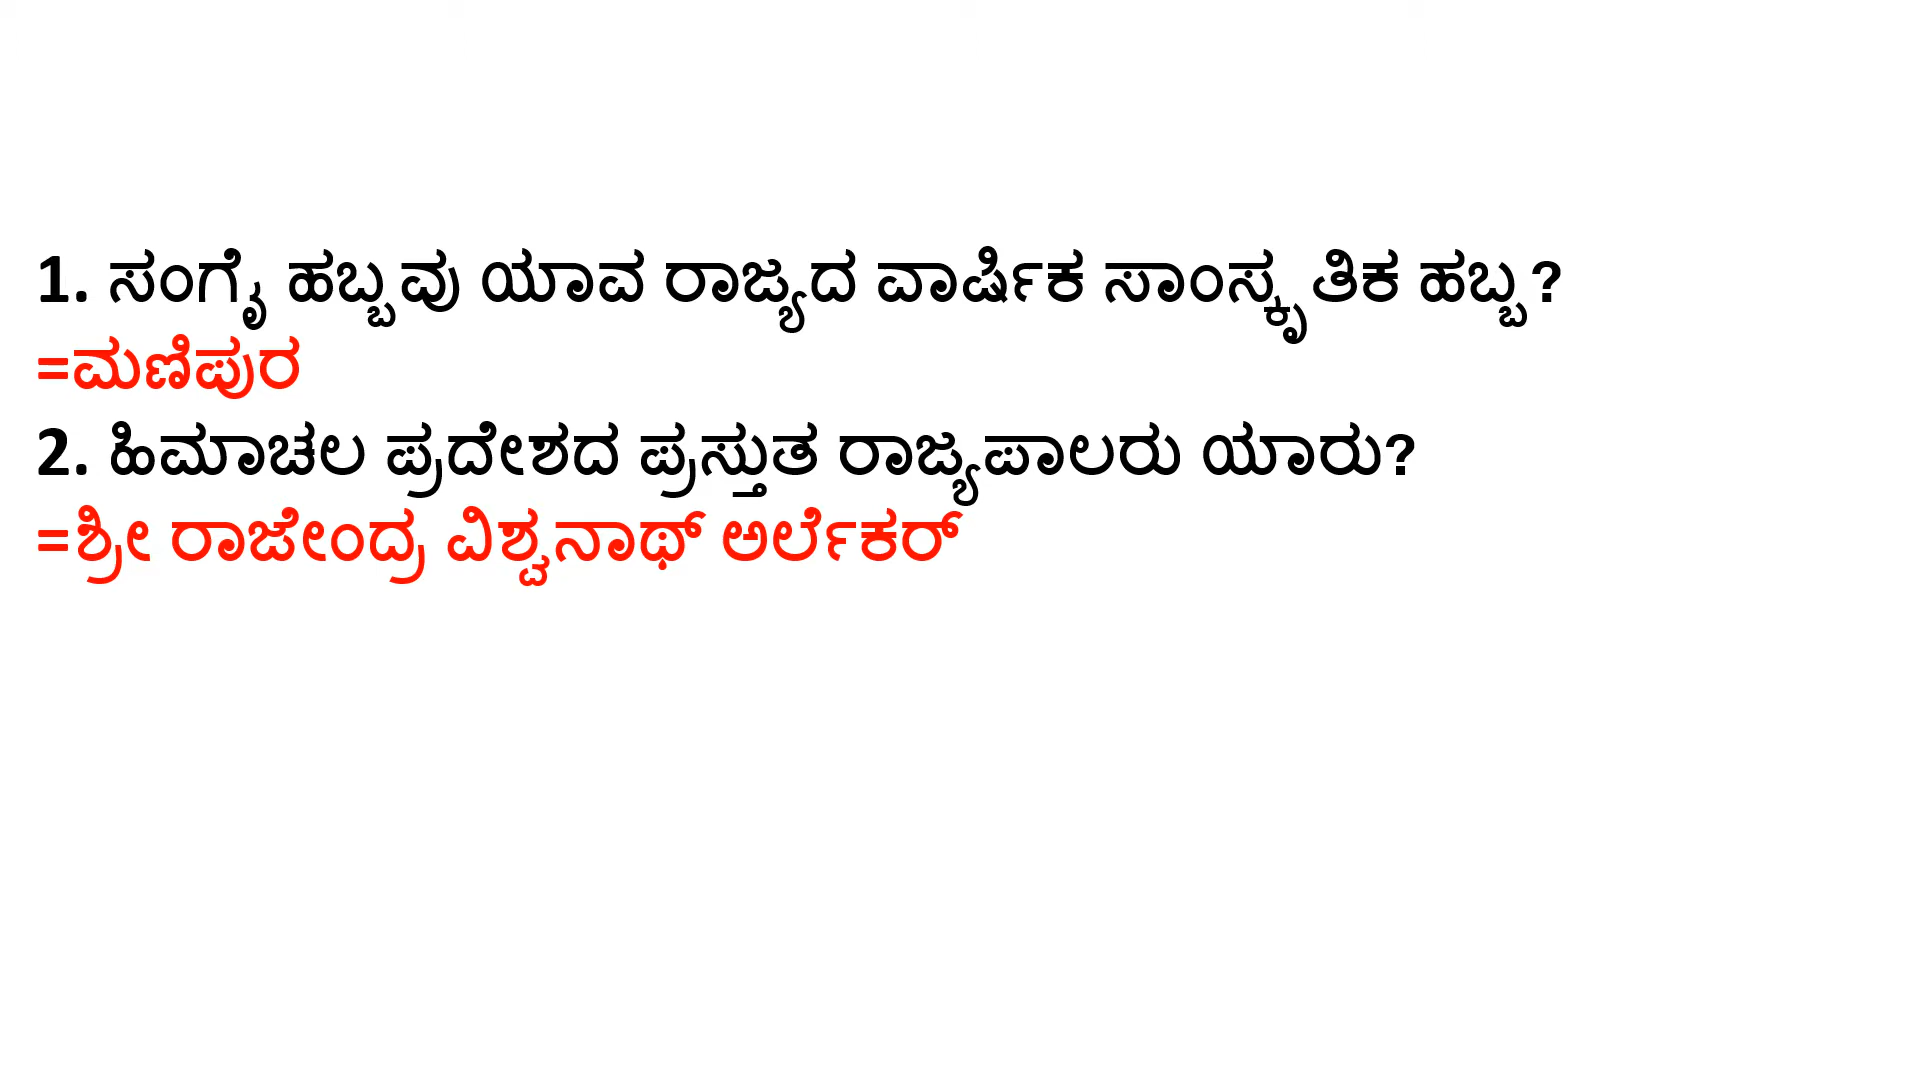 1. ಸಂಗೈ ಹಬ್ಬವು ಯಾವ ರಾಜ್ಯದ ವಾರ್ಷಿಕ ಸಾಂಸ್ಕೃತಿಕ ಹಬ್ಬ?
=ಮಣಿಪುರ
2. ಹಿಮಾಚಲ ಪ್ರದೇಶದ ಪ್ರಸ್ತುತ ರಾಜ್ಯಪಾಲರು ಯಾರು?
=ಶ್ರೀ ರಾಜೇಂದ್ರ ವಿಶ್ವನಾಥ್ ಅರ್ಲೆಕರ್